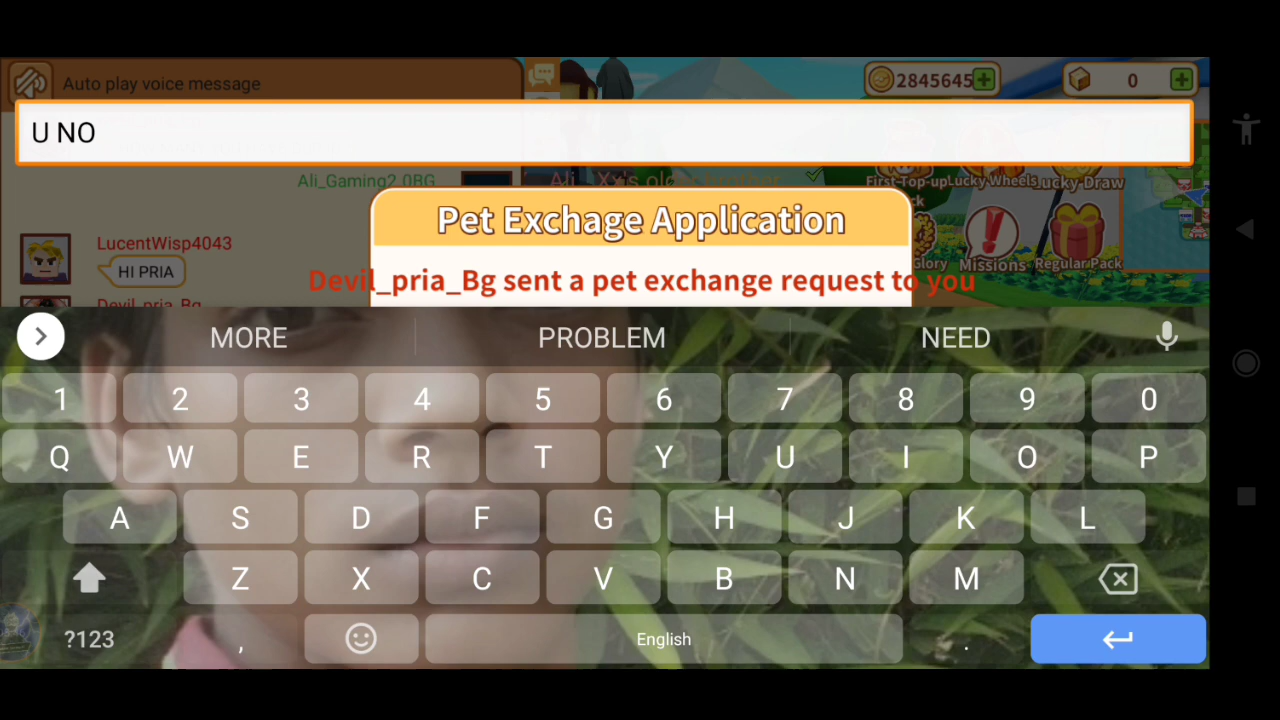 Auto play voice message
2845645
0
U NO
Ali_Gaming2.0BG
First-Top-up
Lucky Wheels
Lucky Draw
LucentWisp4043
HI PRIA
Devil_pria_Bg
Pet Exchage Application
Devil_pria_Bg sent a pet exchange request to you
Glory
Missions
Regular Pack
MORE
PROBLEM
NEED
1 2 3 4 5 6 7 8 9 0
Q W E R T Y U I O P
A S D F G H J K L
Z X C V B N M
?123 , English .